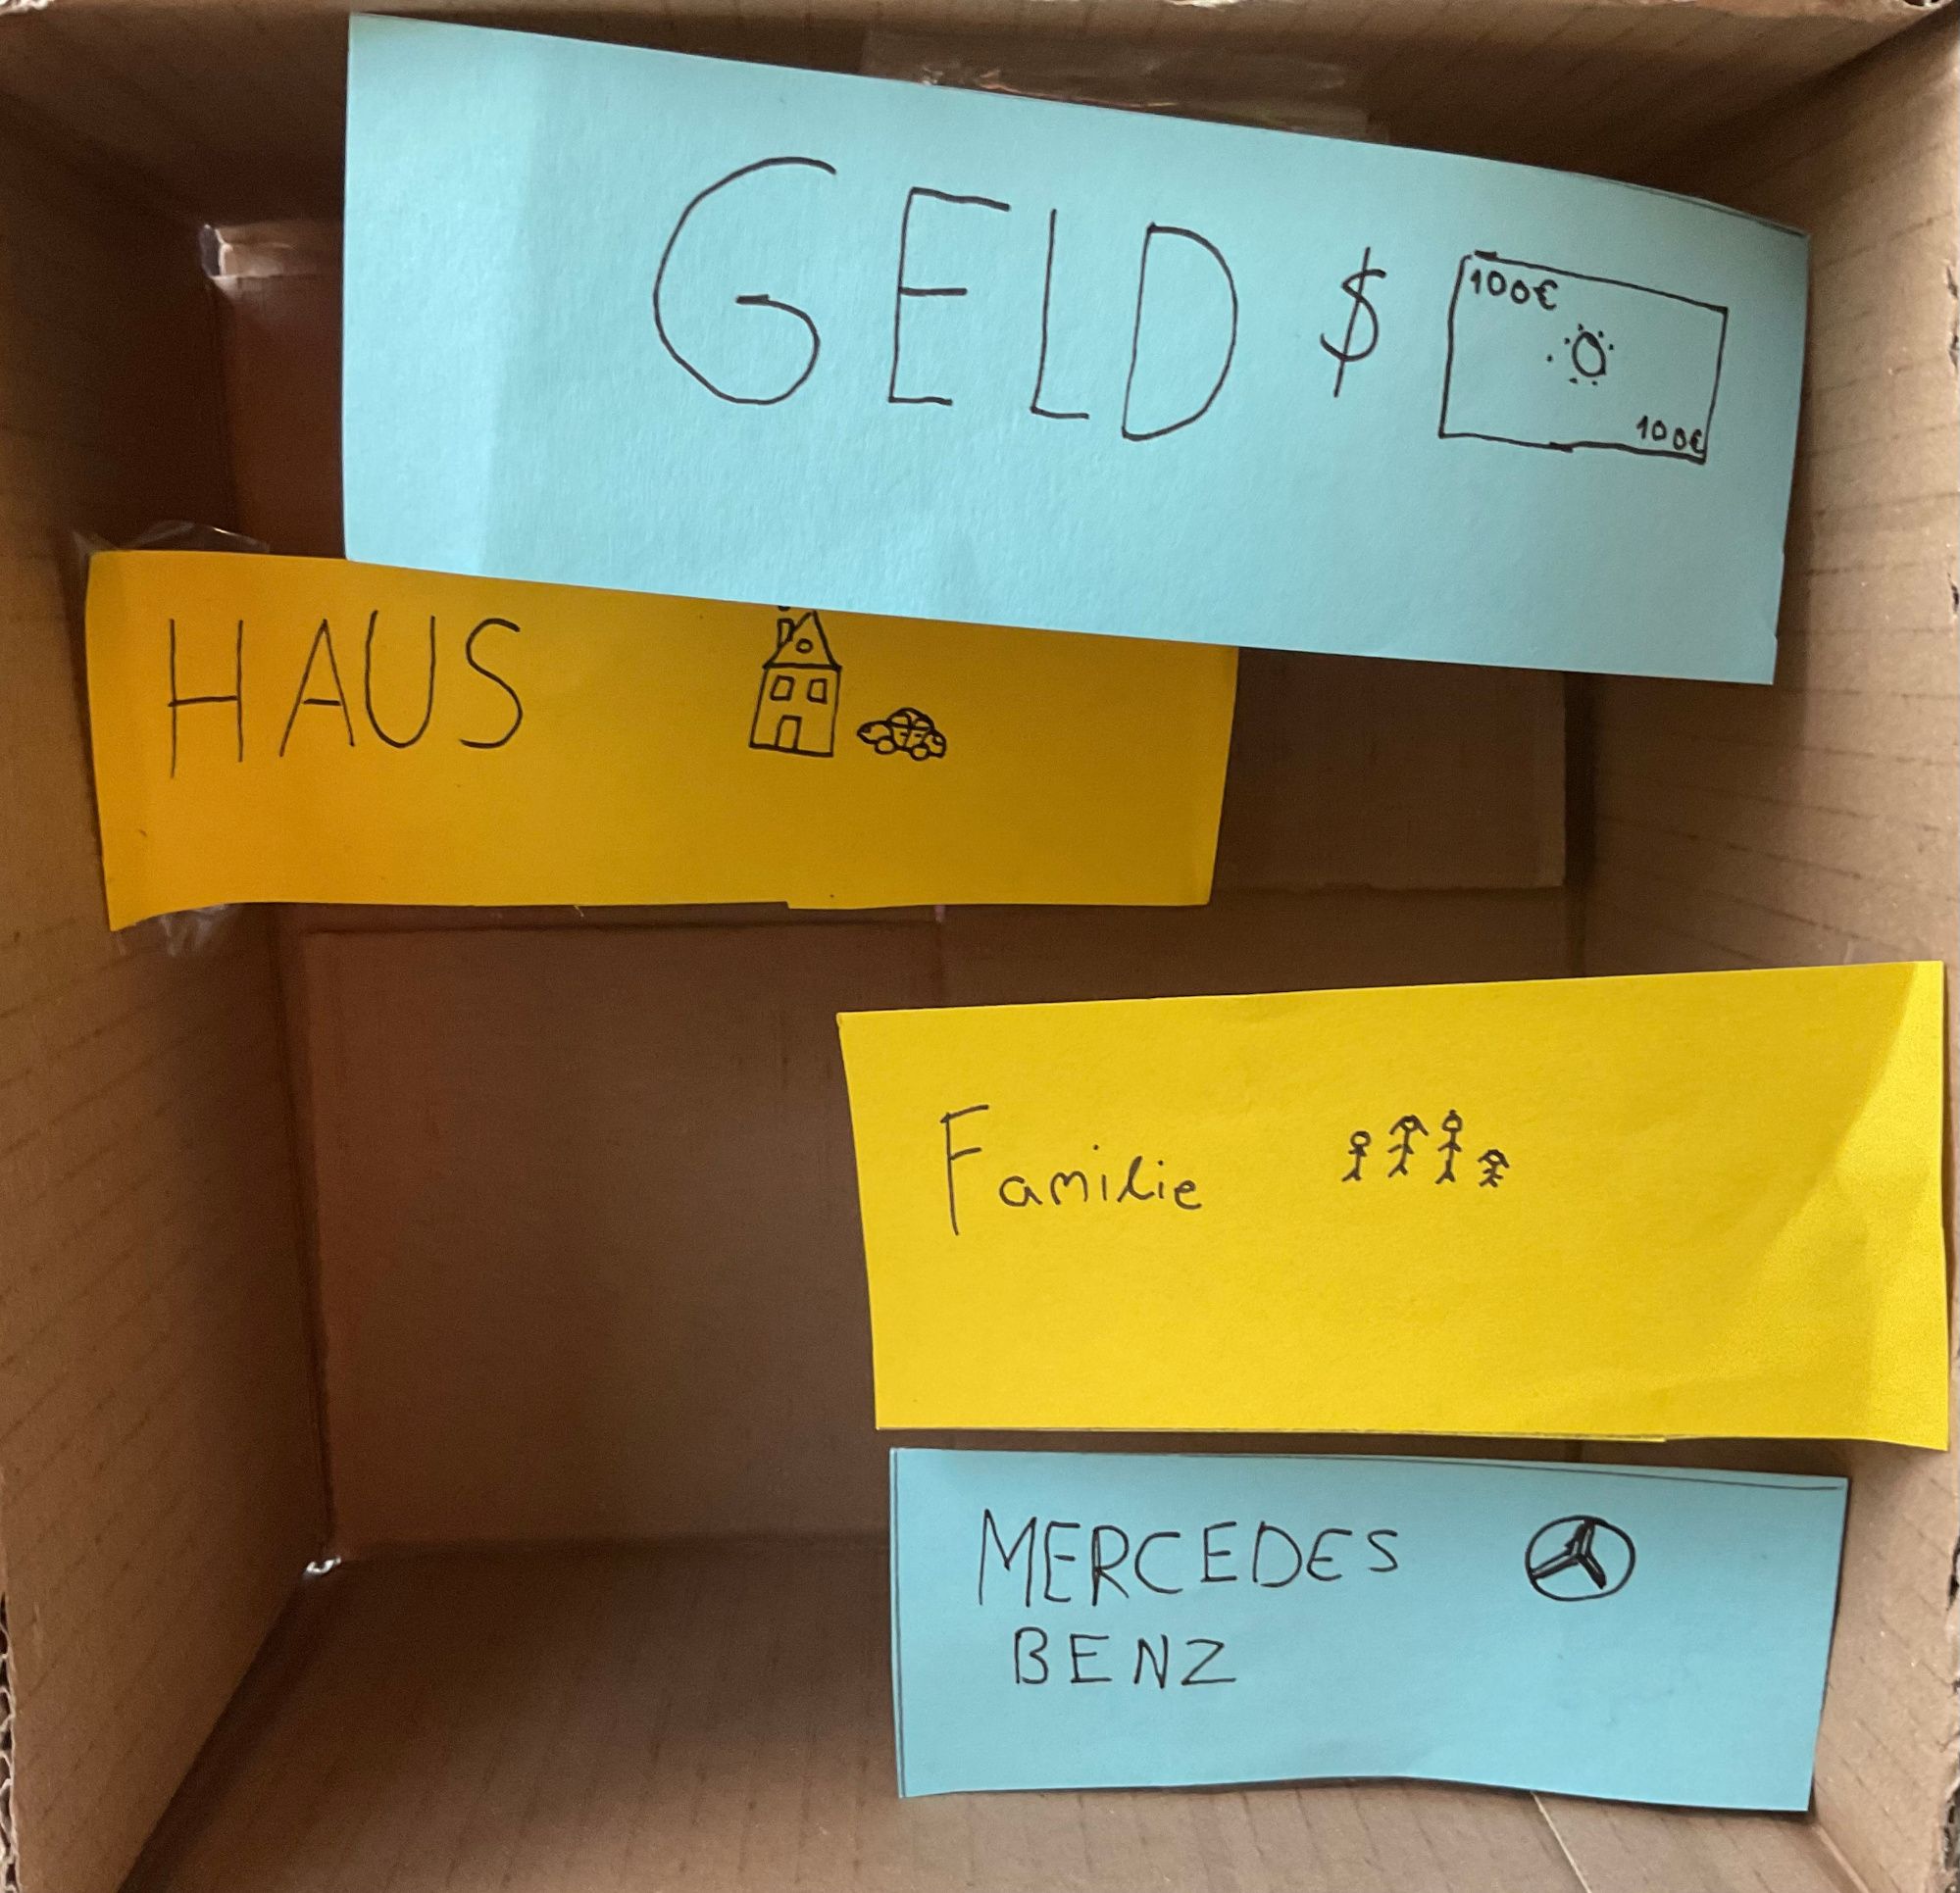 GELD $ 100€
100€
HAUS
Familie
MERCEDES
BENZ